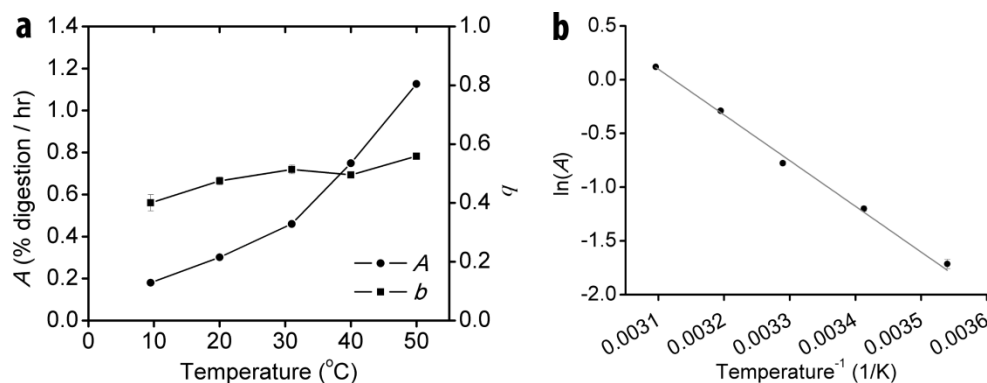 a
1.4
1.2
1.0
0.8
0.6
0.4
0.2
0.0
A (% digestion / hr)
0 10 20 30 40 50
Temperature (°C)
1.0
0.8
0.6
0.4
0.2
0.0
b
A
b
b
0.5
0.0
-0.5
-1.0
-1.5
-2.0
ln(A)
0.0031 0.0032 0.0033 0.0034 0.0035 0.0036
Temperature⁻¹ (1/K)